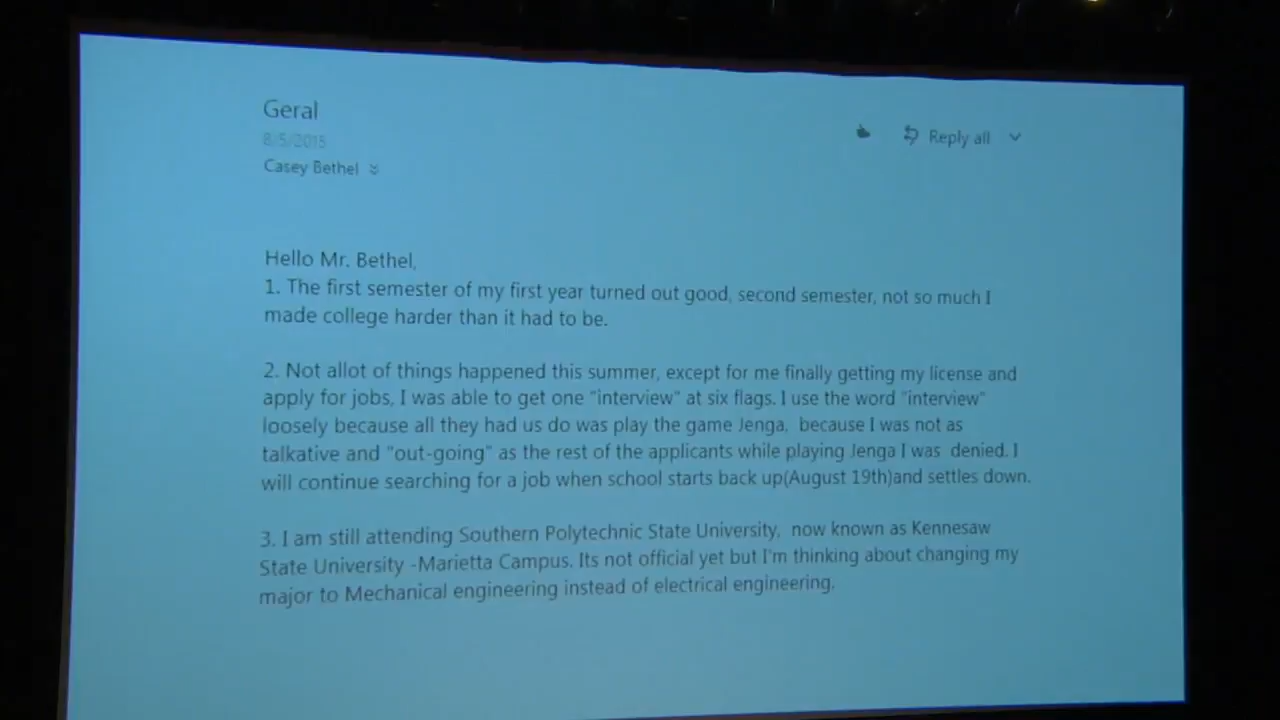 Geral
8/5/2015
Casey Bethel
Reply all
Hello Mr. Bethel,
1. The first semester of my first year turned out good, second semester, not so much I
made college harder than it had to be.
2. Not allot of things happened this summer, except for me finally getting my license and
apply for jobs, I was able to get one "interview" at six flags. I use the word "interview"
loosely because all they had us do was play the game Jenga,  because I was not as
talkative and "out-going" as the rest of the applicants while playing Jenga I was  denied. I
will continue searching for a job when school starts back up(August 19th)and settles down.
3. I am still attending Southern Polytechnic State University,  now known as Kennesaw
State University -Marietta Campus. Its not official yet but I'm thinking about changing my
major to Mechanical engineering instead of electrical engineering.